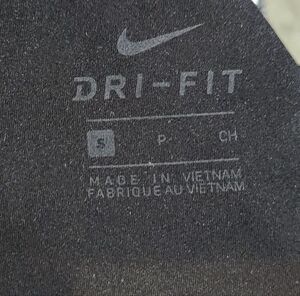 DRI-FIT
S P CH
MADE IN VIETNAM
FABRIQUE AU VIETNAM